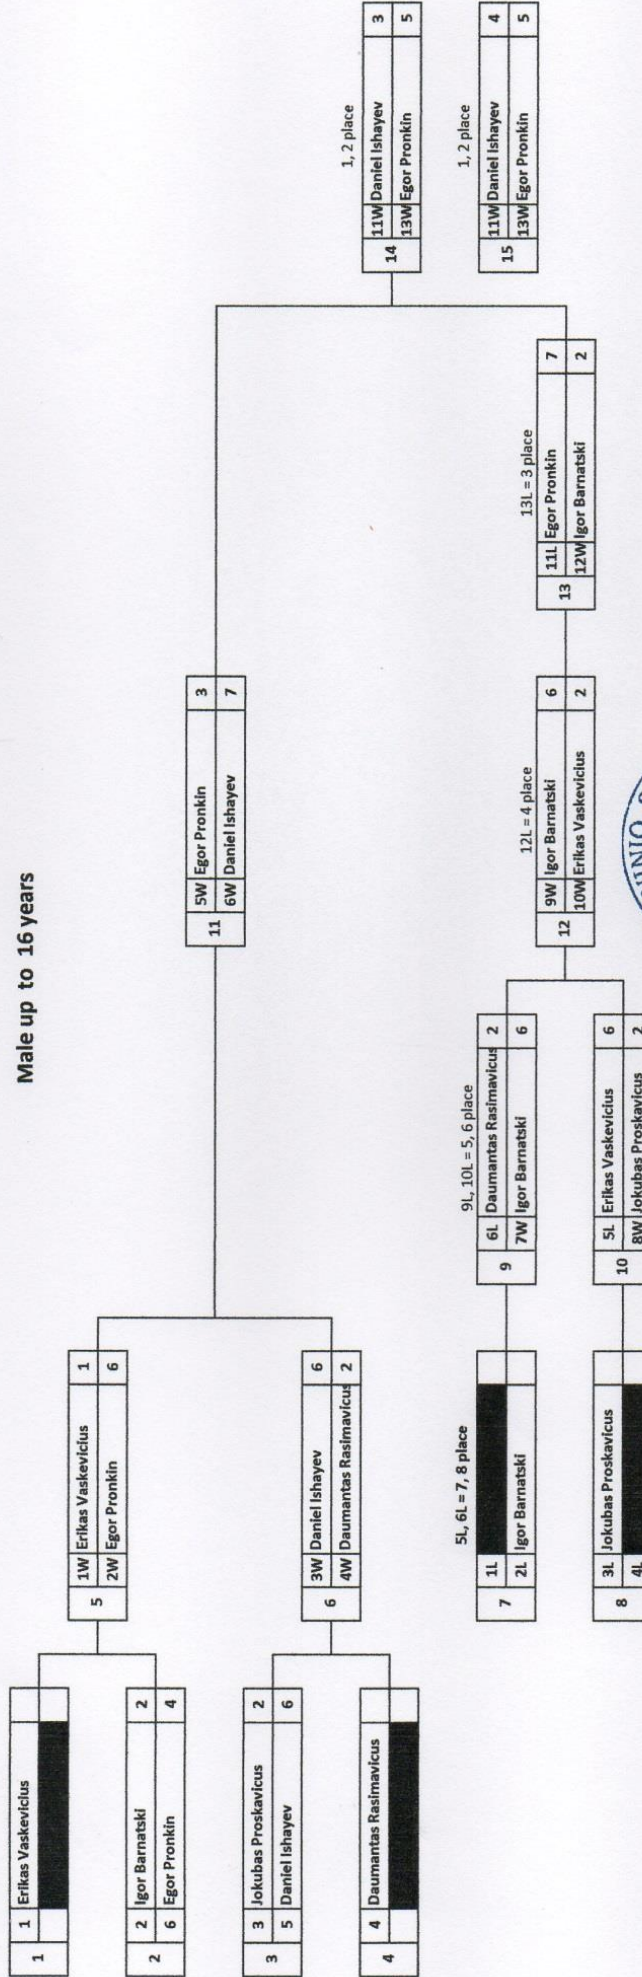 Male up to 16 years
1
1 Erikas Vaskevicius
2
2 Igor Barnatski 2
6 Egor Pronkin 4
3
3 Jokubas Proskavicus 2
5 Daniel Ishayev 6
4
4 Daumantas Rasimavicus
5
1W Erikas Vaskevicius 1
2W Egor Pronkin 6
6
3W Daniel Ishayev 6
4W Daumantas Rasimavicus 2
5L, 6L = 7, 8 place
7
1L
2L Igor Barnatski
8
3L Jokubas Proskavicus
4L
9L, 10L = 5, 6 place
9
6L Daumantas Rasimavicus 2
7W Igor Barnatski 6
10
5L Erikas Vaskevicius 6
8W Jokubas Proskavicus 2
11
5W Egor Pronkin 3
6W Daniel Ishayev 7
12L = 4 place
12
9W Igor Barnatski 6
10W Erikas Vaskevicius 2
13L = 3 place
13
11L Egor Pronkin 7
12W Igor Barnatski 2
1, 2 place
14
11W Daniel Ishayev 3
13W Egor Pronkin 5
1, 2 place
15
11W Daniel Ishayev 4
13W Egor Pronkin 5